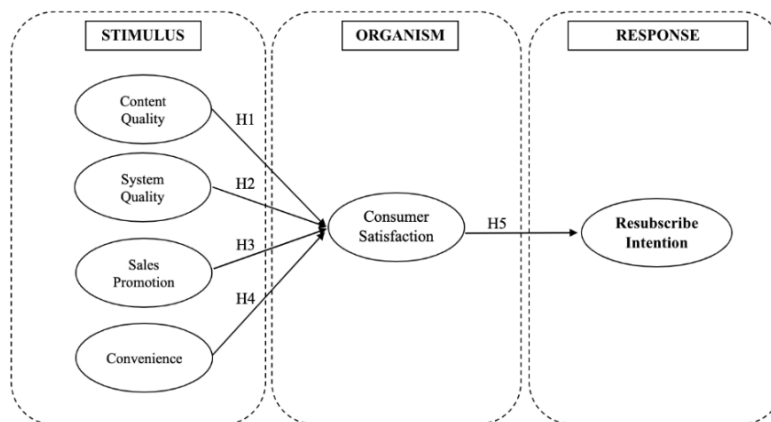 STIMULUS
ORGANISM
RESPONSE
Content
Quality
H1
System
Quality
H2
Consumer
Satisfaction
H5
Resubscribe
Intention
H3
Sales
Promotion
H4
Convenience